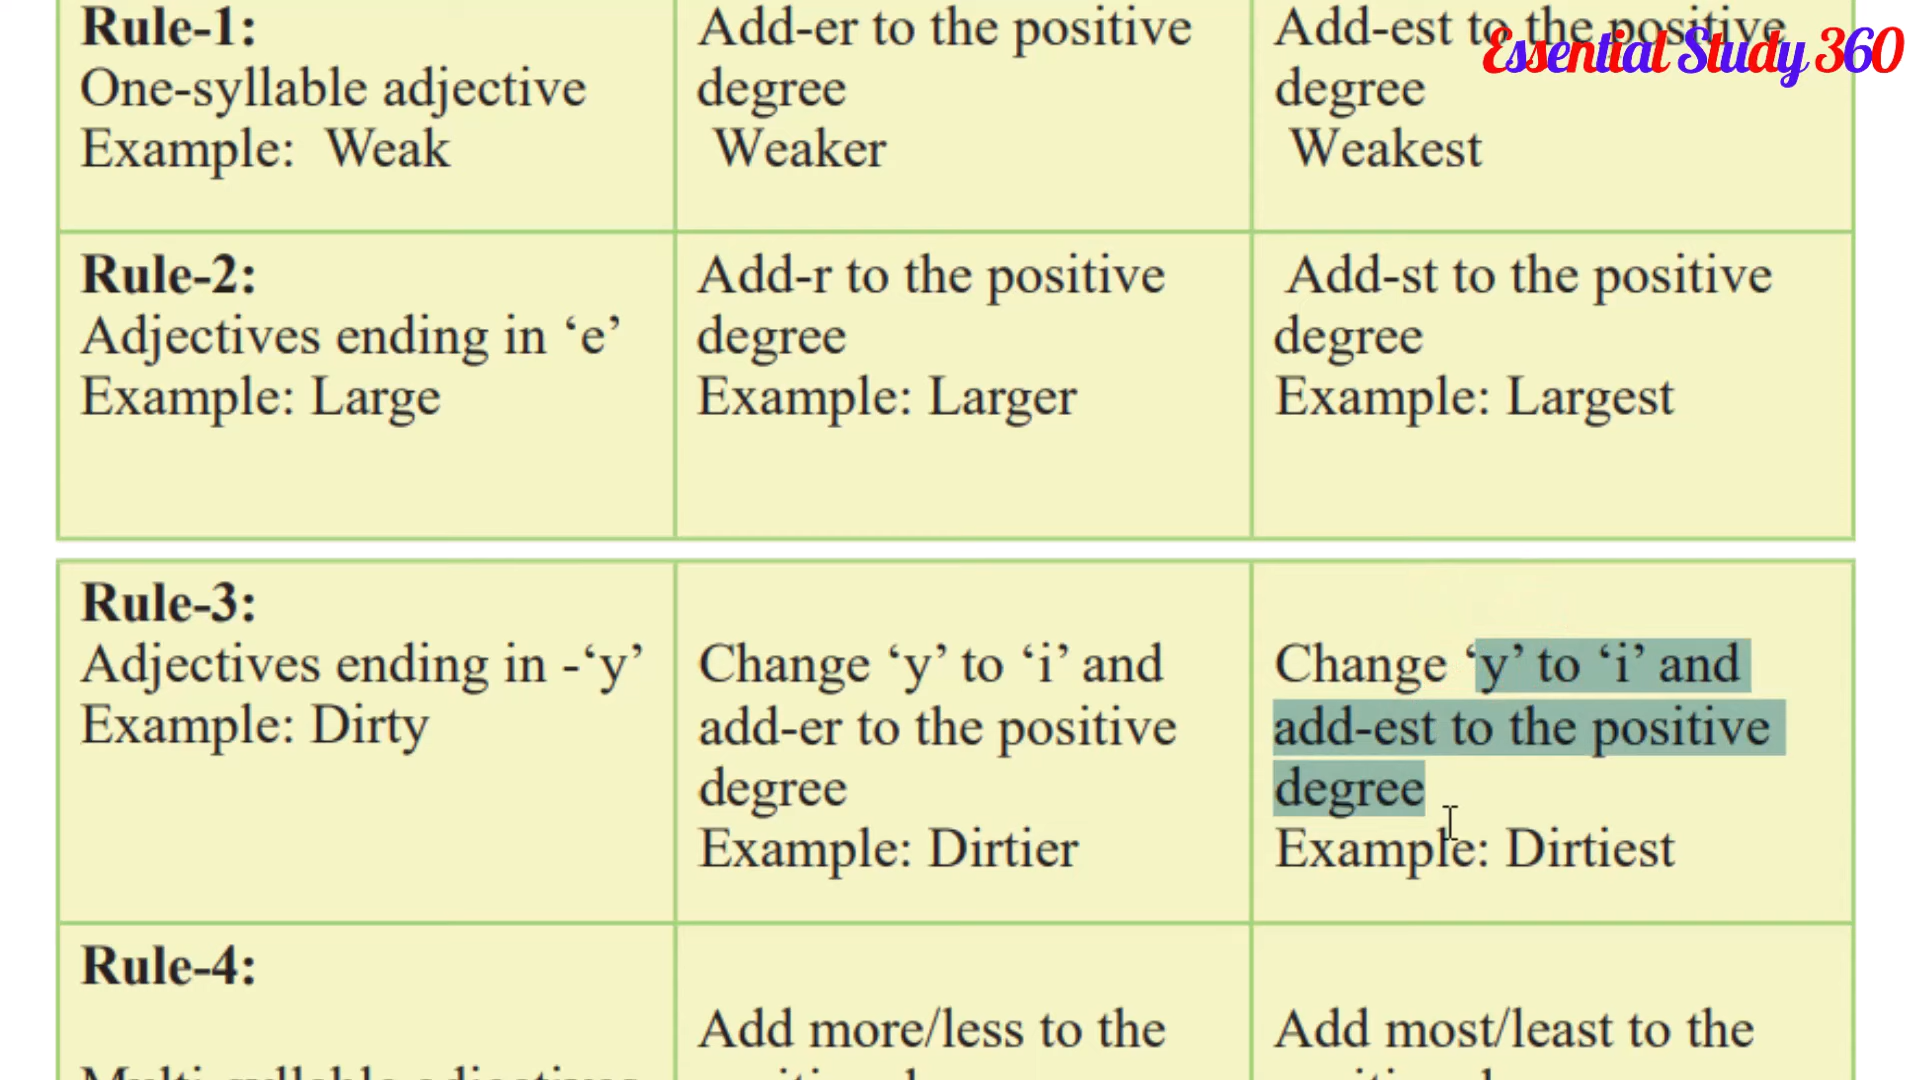 Rule-1:
One-syllable adjective
Example: Weak
Add-er to the positive
degree
Weaker
Add-est to the positive
degree
Weakest
Essential Study 360
Rule-2:
Adjectives ending in ‘e’
Example: Large
Add-r to the positive
degree
Example: Larger
Add-st to the positive
degree
Example: Largest
Rule-3:
Adjectives ending in -‘y’
Example: Dirty
Change ‘y’ to ‘i’ and
add-er to the positive
degree
Example: Dirtier
Change ‘y’ to ‘i’ and
add-est to the positive
degree
Example: Dirtiest
Rule-4:
Multi-syllable adjectives
Add more/less to the
Add most/least to the